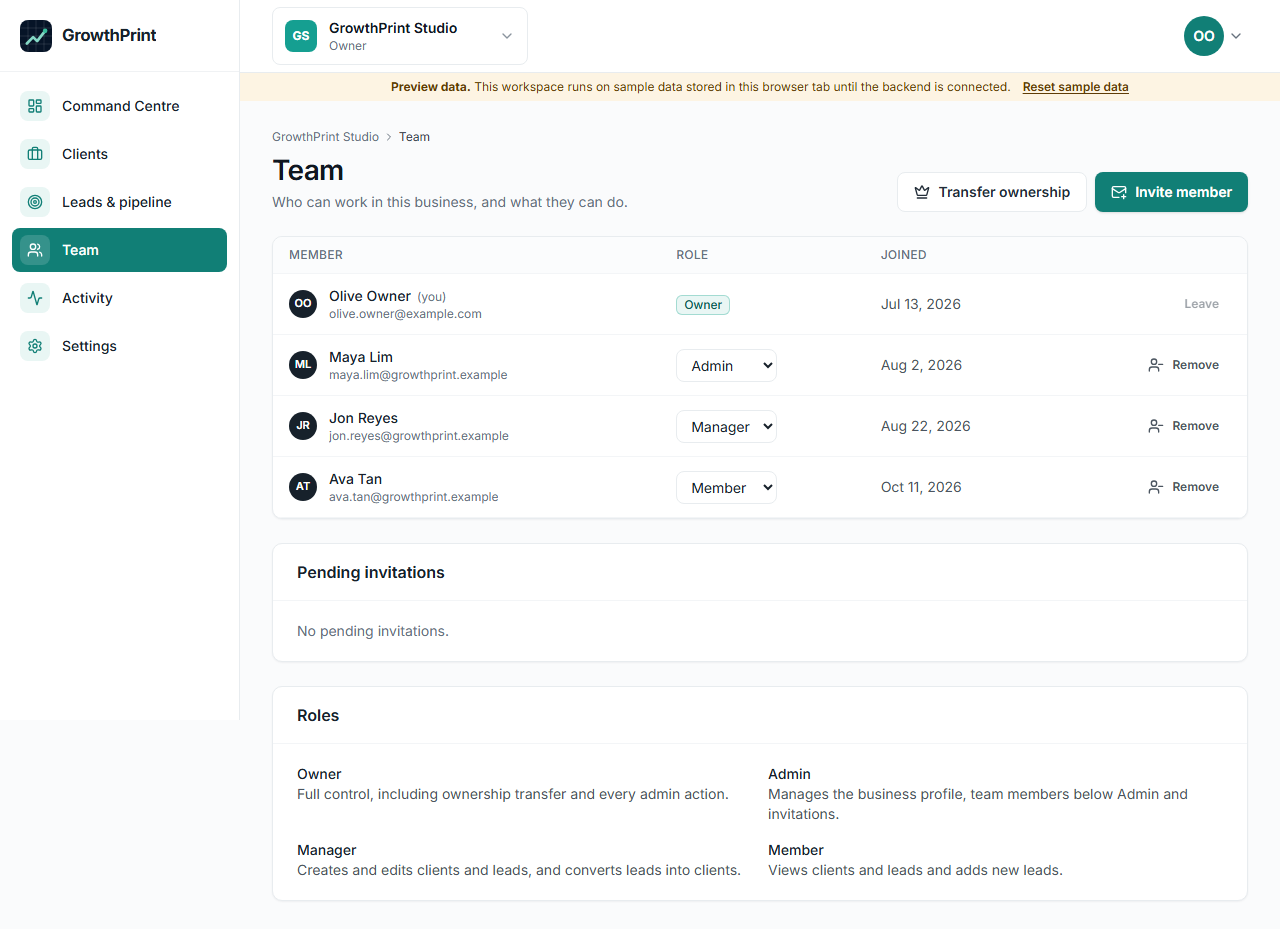 GrowthPrint
GS
GrowthPrint Studio
Owner
OO
Preview data. This workspace runs on sample data stored in this browser tab until the backend is connected. Reset sample data
Command Centre
Clients
Leads & pipeline
Team
Activity
Settings
GrowthPrint Studio > Team
Team
Who can work in this business, and what they can do.
Transfer ownership
Invite member
MEMBER ROLE JOINED
OO Olive Owner (you) Owner Jul 13, 2026 Leave
olive.owner@example.com
ML Maya Lim Admin Aug 2, 2026 Remove
maya.lim@growthprint.example
JR Jon Reyes Manager Aug 22, 2026 Remove
jon.reyes@growthprint.example
AT Ava Tan Member Oct 11, 2026 Remove
ava.tan@growthprint.example
Pending invitations
No pending invitations.
Roles
Owner
Full control, including ownership transfer and every admin action.
Admin
Manages the business profile, team members below Admin and
invitations.
Manager
Creates and edits clients and leads, and converts leads into clients.
Member
Views clients and leads and adds new leads.